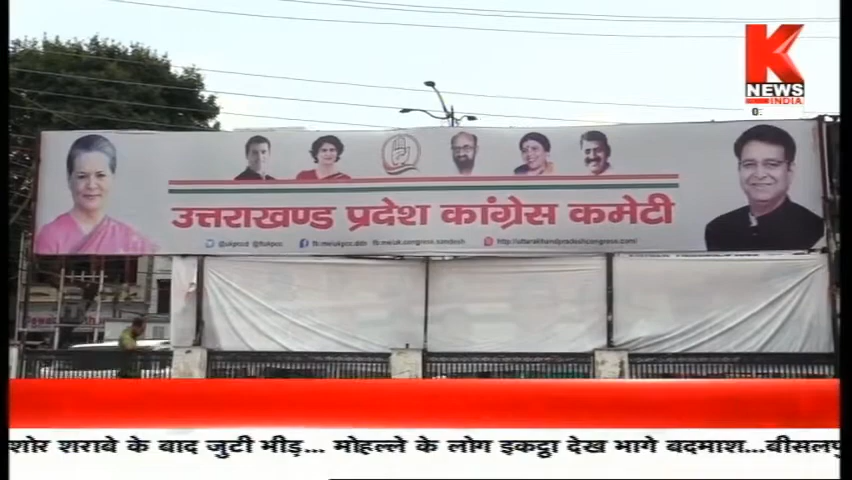 K
NEWS
INDIA
उत्तराखण्ड प्रदेश कांग्रेस कमेटी
शोर शराबे के बाद जुटी भीड़... मोहल्ले के लोग इकट्ठा देख भागे बदमाश...बीसलपु